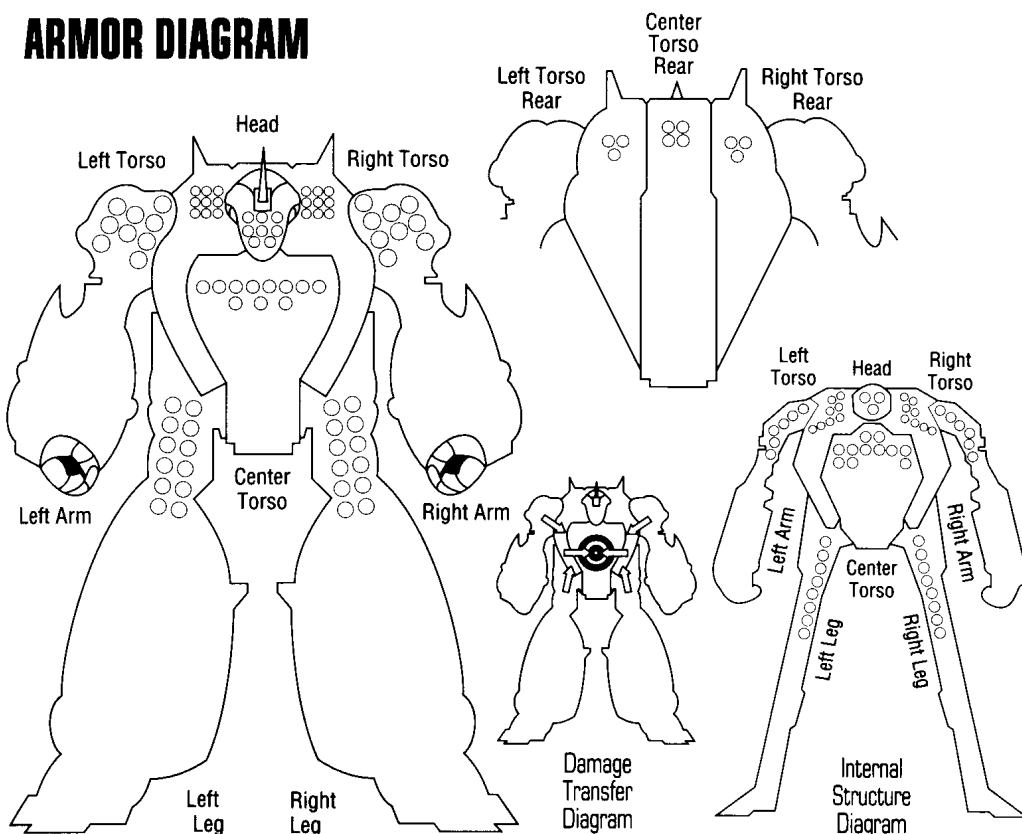 ARMOR DIAGRAM
Head
Left Torso
Right Torso
Left Arm
Center
Torso
Right Arm
Left
Leg
Right
Leg
Center
Torso
Rear
Left Torso
Rear
Right Torso
Rear
Damage
Transfer
Diagram
Left
Torso
Head
Right
Torso
Left Arm
Right Arm
Center
Torso
Left Leg
Right Leg
Internal
Structure
Diagram